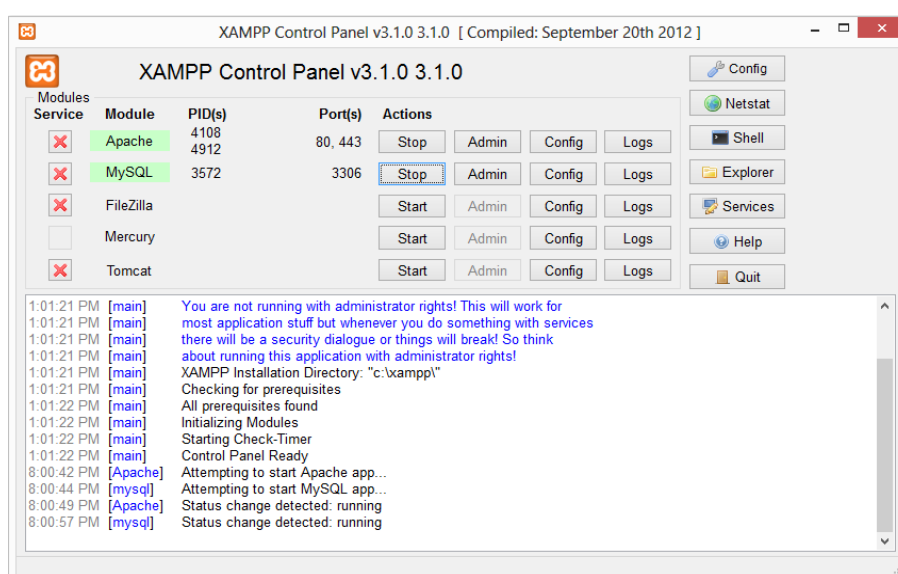 XAMPP Control Panel v3.1.0 3.1.0 [ Compiled: September 20th 2012 ]
XAMPP Control Panel v3.1.0 3.1.0
Config
Modules
Netstat
Service Module PID(s) Port(s) Actions
Apache 4108 4912 80, 443 Stop Admin Config Logs
Shell
MySQL 3572 3306 Stop Admin Config Logs
Explorer
FileZilla Start Admin Config Logs
Services
Mercury Start Admin Config Logs
Help
Tomcat Start Admin Config Logs
Quit
1:01:21 PM [main] You are not running with administrator rights! This will work for
1:01:21 PM [main] most application stuff but whenever you do something with services
1:01:21 PM [main] there will be a security dialogue or things will break! So think
1:01:21 PM [main] about running this application with administrator rights!
1:01:21 PM [main] XAMPP Installation Directory: "c:\xampp\"
1:01:21 PM [main] Checking for prerequisites
1:01:22 PM [main] All prerequisites found
1:01:22 PM [main] Initializing Modules
1:01:22 PM [main] Starting Check-Timer
1:01:22 PM [main] Control Panel Ready
8:00:42 PM [Apache] Attempting to start Apache app...
8:00:44 PM [mysql] Attempting to start MySQL app...
8:00:49 PM [Apache] Status change detected: running
8:00:57 PM [mysql] Status change detected: running